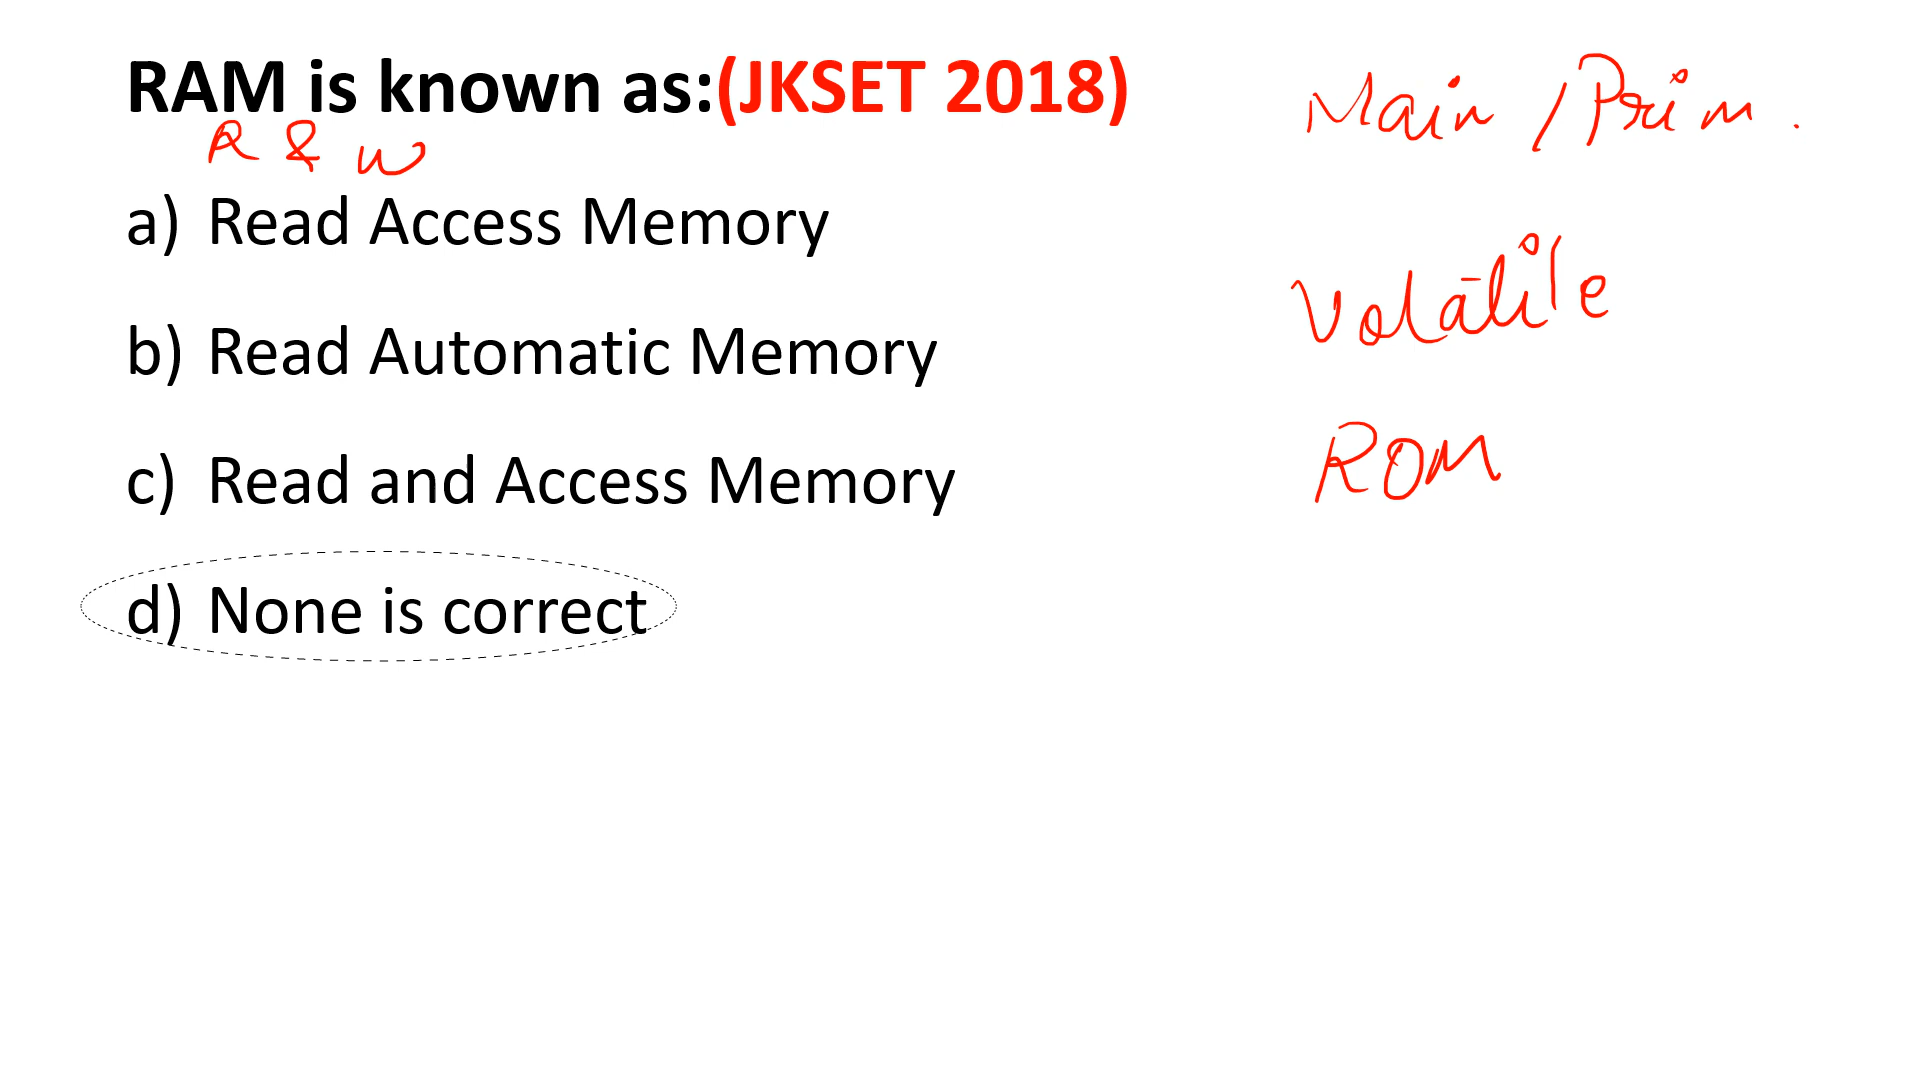 RAM is known as:(JKSET 2018)
R & W
a) Read Access Memory
b) Read Automatic Memory
c) Read and Access Memory
d) None is correct
Main / Prim.
Volatile
ROM